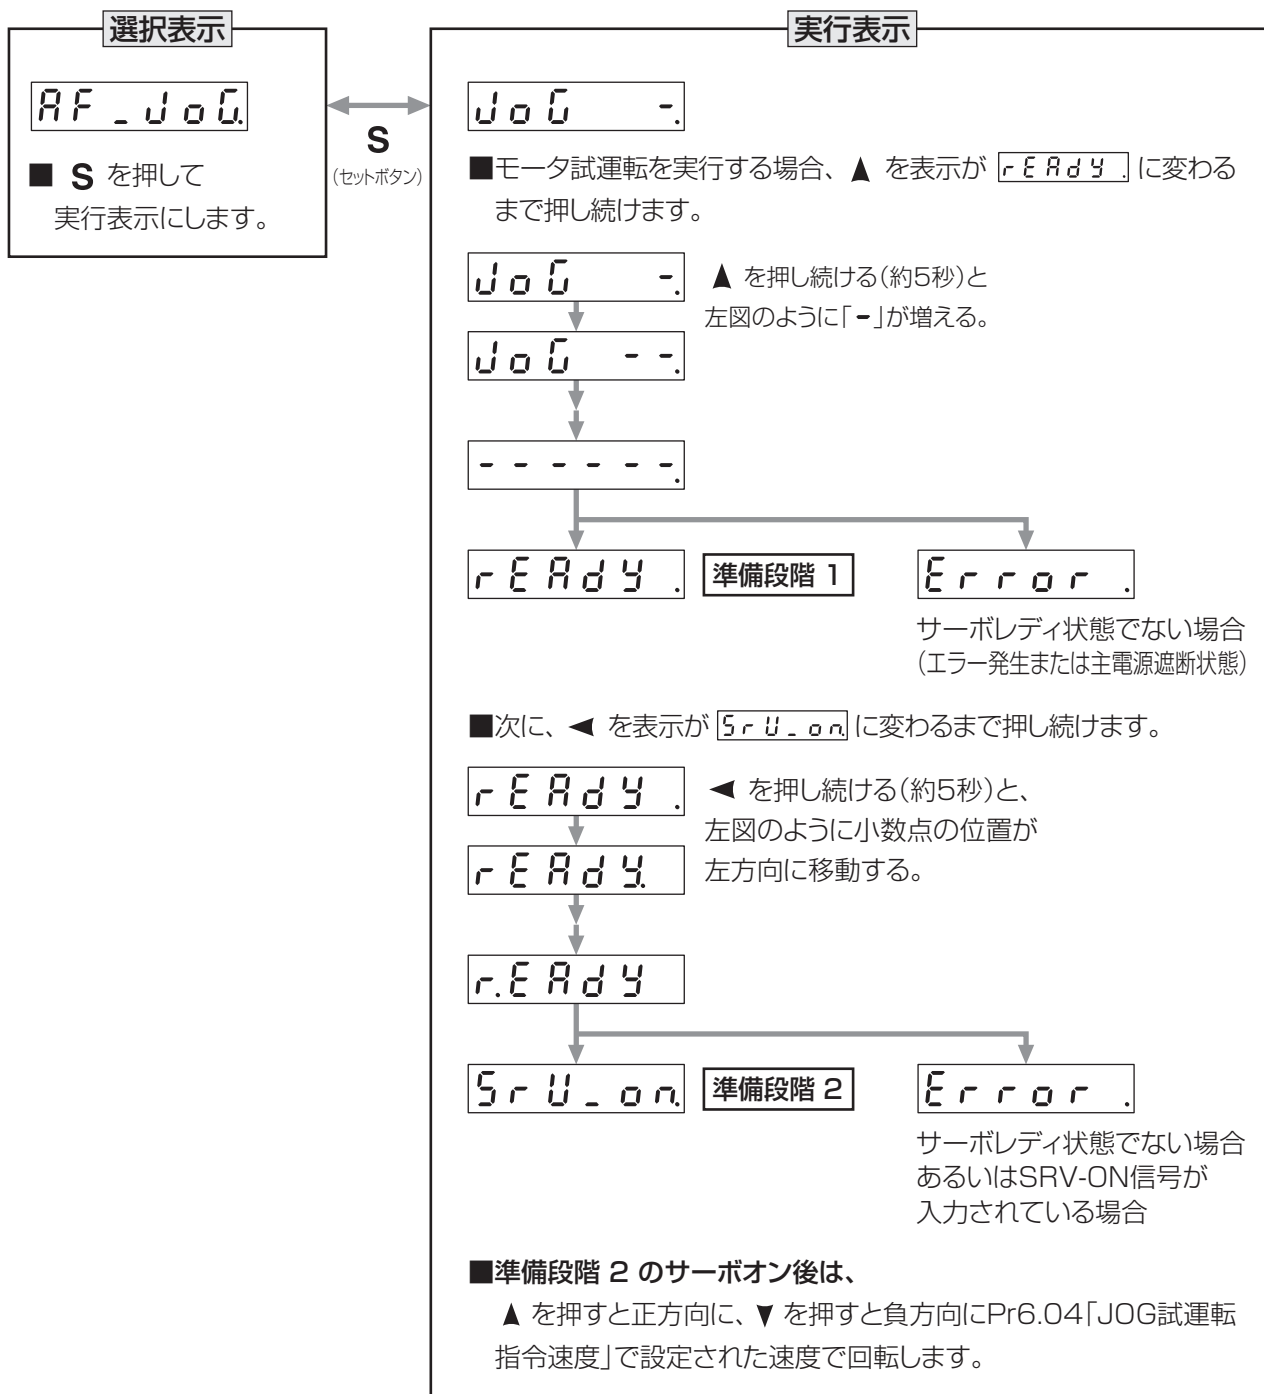 選択表示
AF_JoG.
■ S を押して
実行表示にします。
S
(セットボタン)
実行表示
JoG -.
■モータ試運転を実行する場合、▲ を表示が rEAdY . に変わる
まで押し続けます。
JoG -.
▲ を押し続ける(約5秒)と
左図のように「-」が増える。
JoG --.
------.
rEAdY .
準備段階 1
Error .
サーボレディ状態でない場合
(エラー発生または主電源遮断状態)
■次に、◀ を表示が SrU_on. に変わるまで押し続けます。
rEAdY .
◀ を押し続ける(約5秒)と、
左図のように小数点の位置が
左方向に移動する。
rEAdY.
r.EAdY
SrU_on.
準備段階 2
Error .
サーボレディ状態でない場合
あるいはSRV-ON信号が
入力されている場合
■準備段階 2 のサーボオン後は、
▲ を押すと正方向に、▼ を押すと負方向にPr6.04「JOG試運転
指令速度」で設定された速度で回転します。